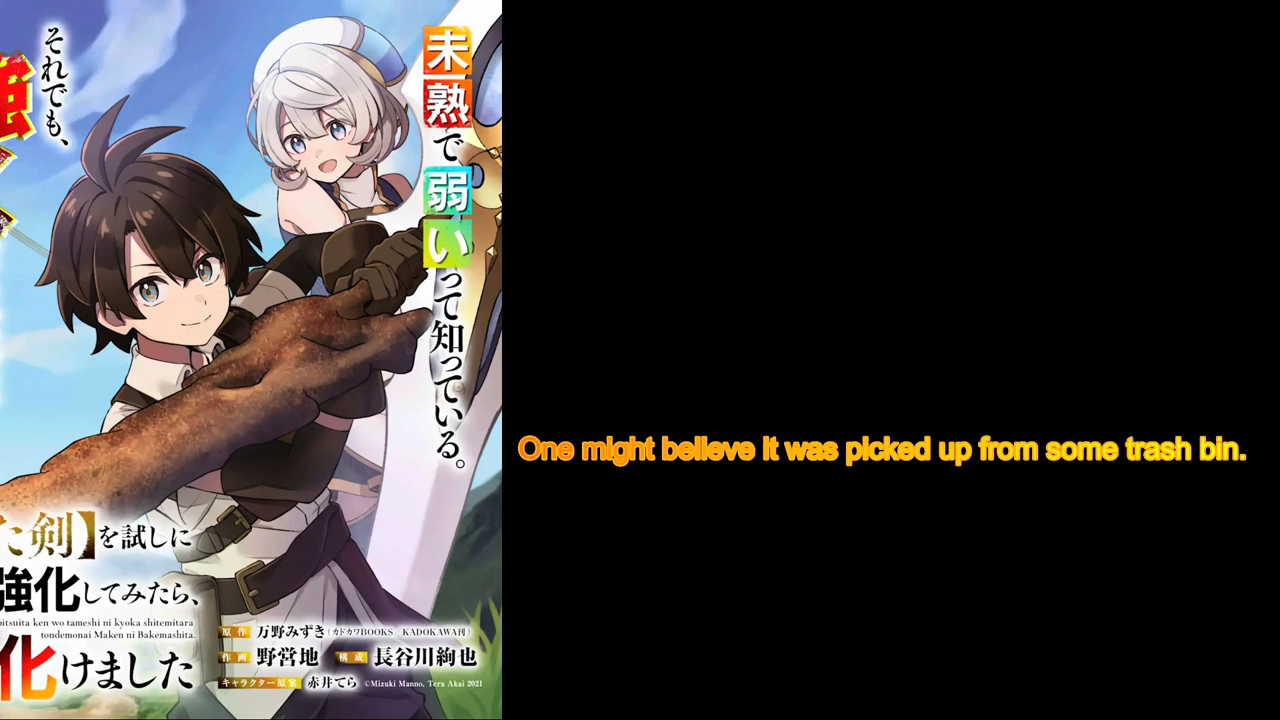 未熟で弱いって知っている。
それでも、
強
た剣】を試しに
強化してみたら、
bitsuita ken wo tameshi ni kyoka shitemitara
tondemonai Maken ni Bakemashita.
化けました
原作 万野みずき(カドカワBOOKS/KADOKAWA刊)
作画 野営地 構成 長谷川絢也
キャラクター原案 赤井てら ©Mizuki Manno, Tera Akai 2021
One might believe it was picked up from some trash bin.